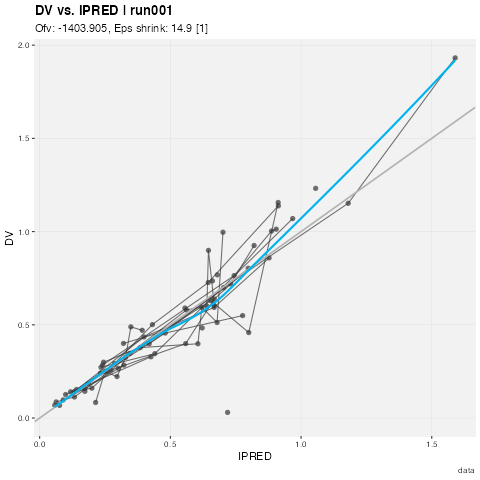 DV vs. IPRED | run001
Ofv: -1403.905, Eps shrink: 14.9 [1]
2.0
1.5
1.0
0.5
0.0
DV
0.0 0.5 1.0 1.5
IPRED
data